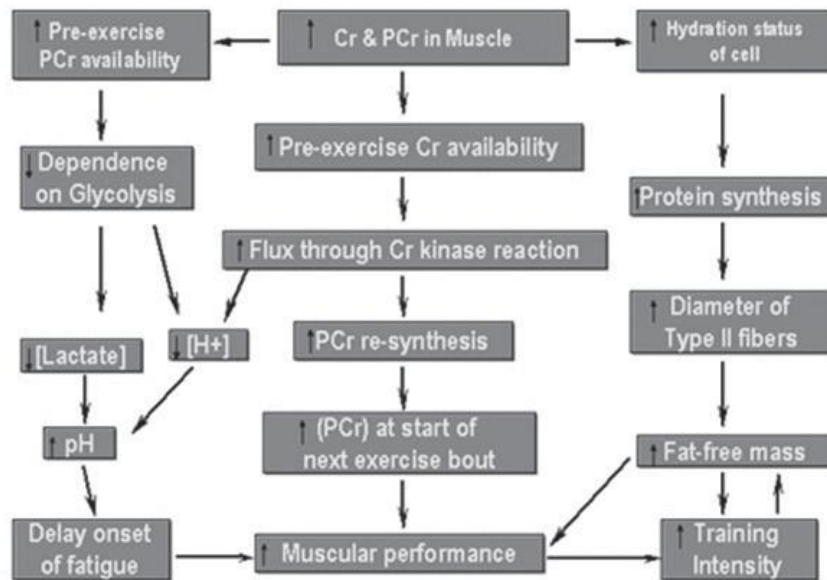 ↑ Pre-exercise
PCr availability
↑ Cr & PCr in Muscle
↑ Hydration status
of cell
↑ Pre-exercise Cr availability
↓ Dependence
on Glycolysis
↑ Protein synthesis
↑ Flux through Cr kinase reaction
↑ Diameter of
Type II fibers
↓ [Lactate]
↓ [H+]
↑ PCr re-synthesis
↑ pH
↑ (PCr) at start of
next exercise bout
↑ Fat-free mass
Delay onset
of fatigue
↑ Muscular performance
↑ Training
Intensity